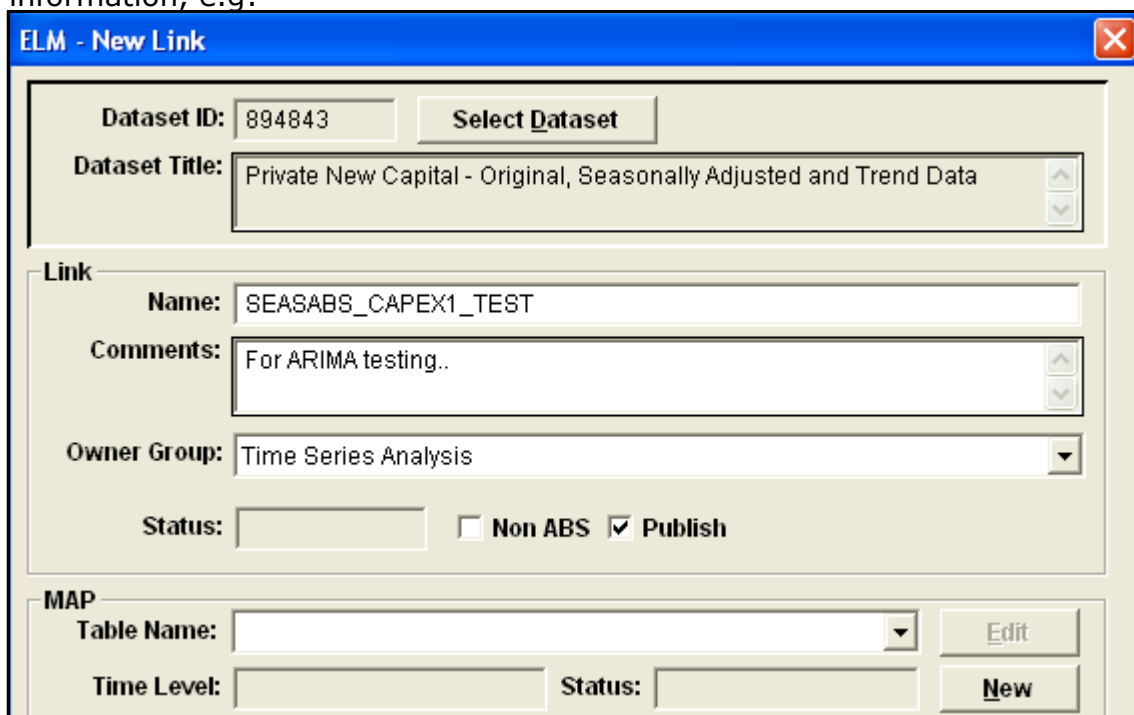 information, e.g.
ELM - New Link
Dataset ID: 894843 Select Dataset
Dataset Title: Private New Capital - Original, Seasonally Adjusted and Trend Data
Link
Name: SEASABS_CAPEX1_TEST
Comments: For ARIMA testing..
Owner Group: Time Series Analysis
Status: Non ABS Publish
MAP
Table Name: Edit
Time Level: Status: New